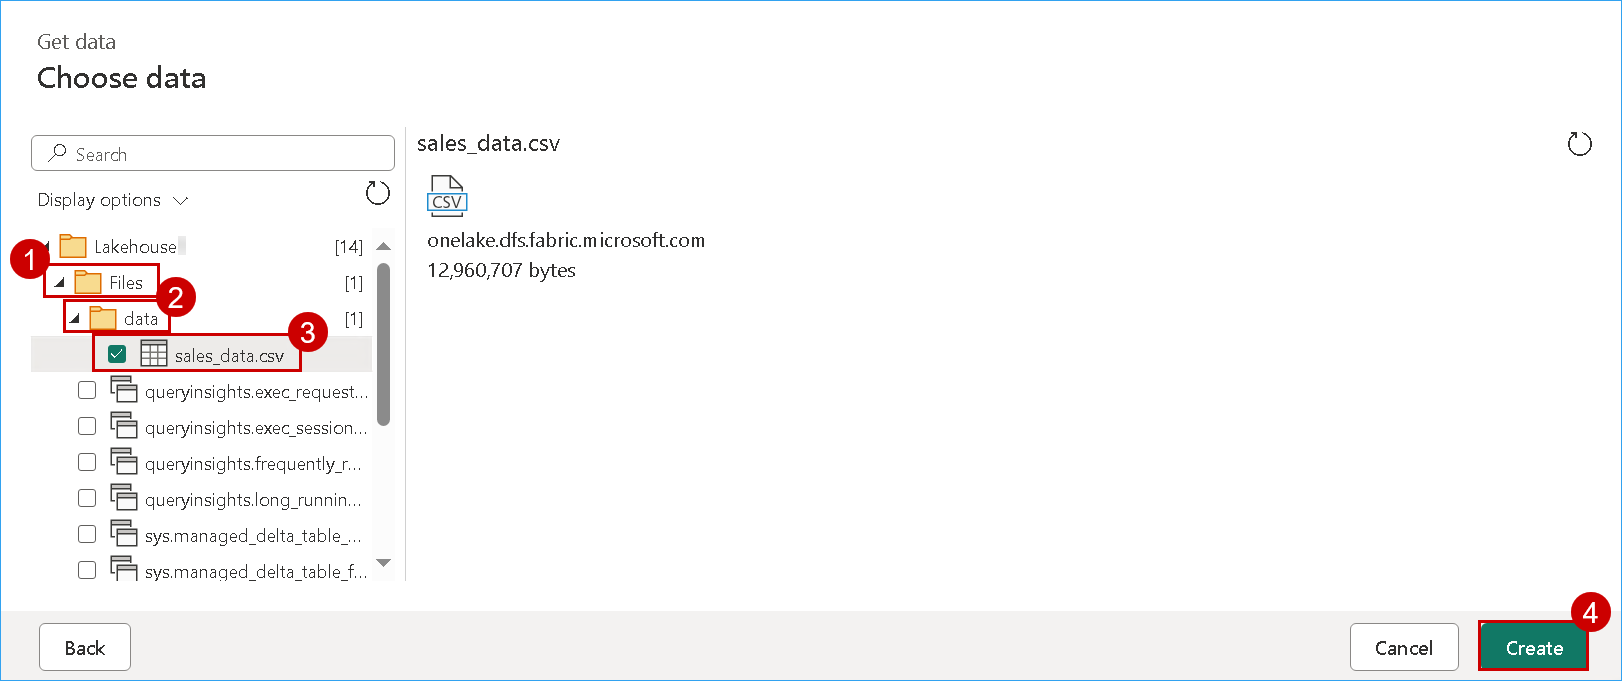 Get data
Choose data
Search
Display options
Lakehouse [14]
1
Files [1]
2
data [1]
3
sales_data.csv
queryinsights.exec_request...
queryinsights.exec_session...
queryinsights.frequently_r...
queryinsights.long_runnin...
sys.managed_delta_table_...
sys.managed_delta_table_f...
sales_data.csv
CSV
onelake.dfs.fabric.microsoft.com
12,960,707 bytes
Back
Cancel
4
Create